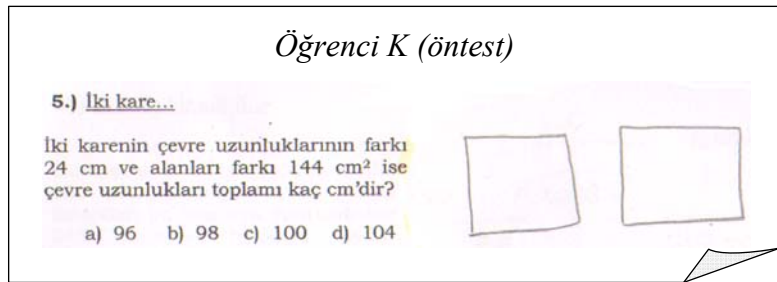 Öğrenci K (öntest)
5.) İki kare...
İki karenin çevre uzunluklarının farkı
24 cm ve alanları farkı 144 cm² ise
çevre uzunlukları toplamı kaç cm'dir?
a) 96 b) 98 c) 100 d) 104